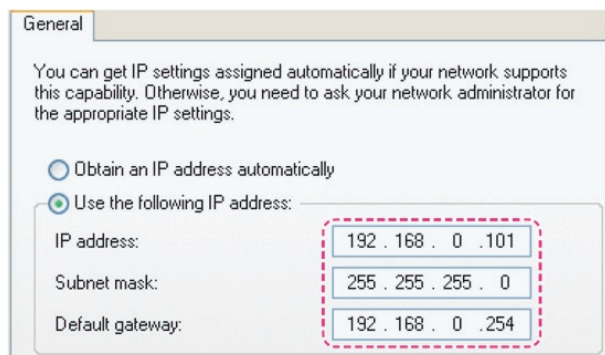 General
You can get IP settings assigned automatically if your network supports
this capability. Otherwise, you need to ask your network administrator for
the appropriate IP settings.
Obtain an IP address automatically
Use the following IP address:
IP address: 192 . 168 . 0 .101
Subnet mask: 255 . 255 . 255 . 0
Default gateway: 192 . 168 . 0 .254